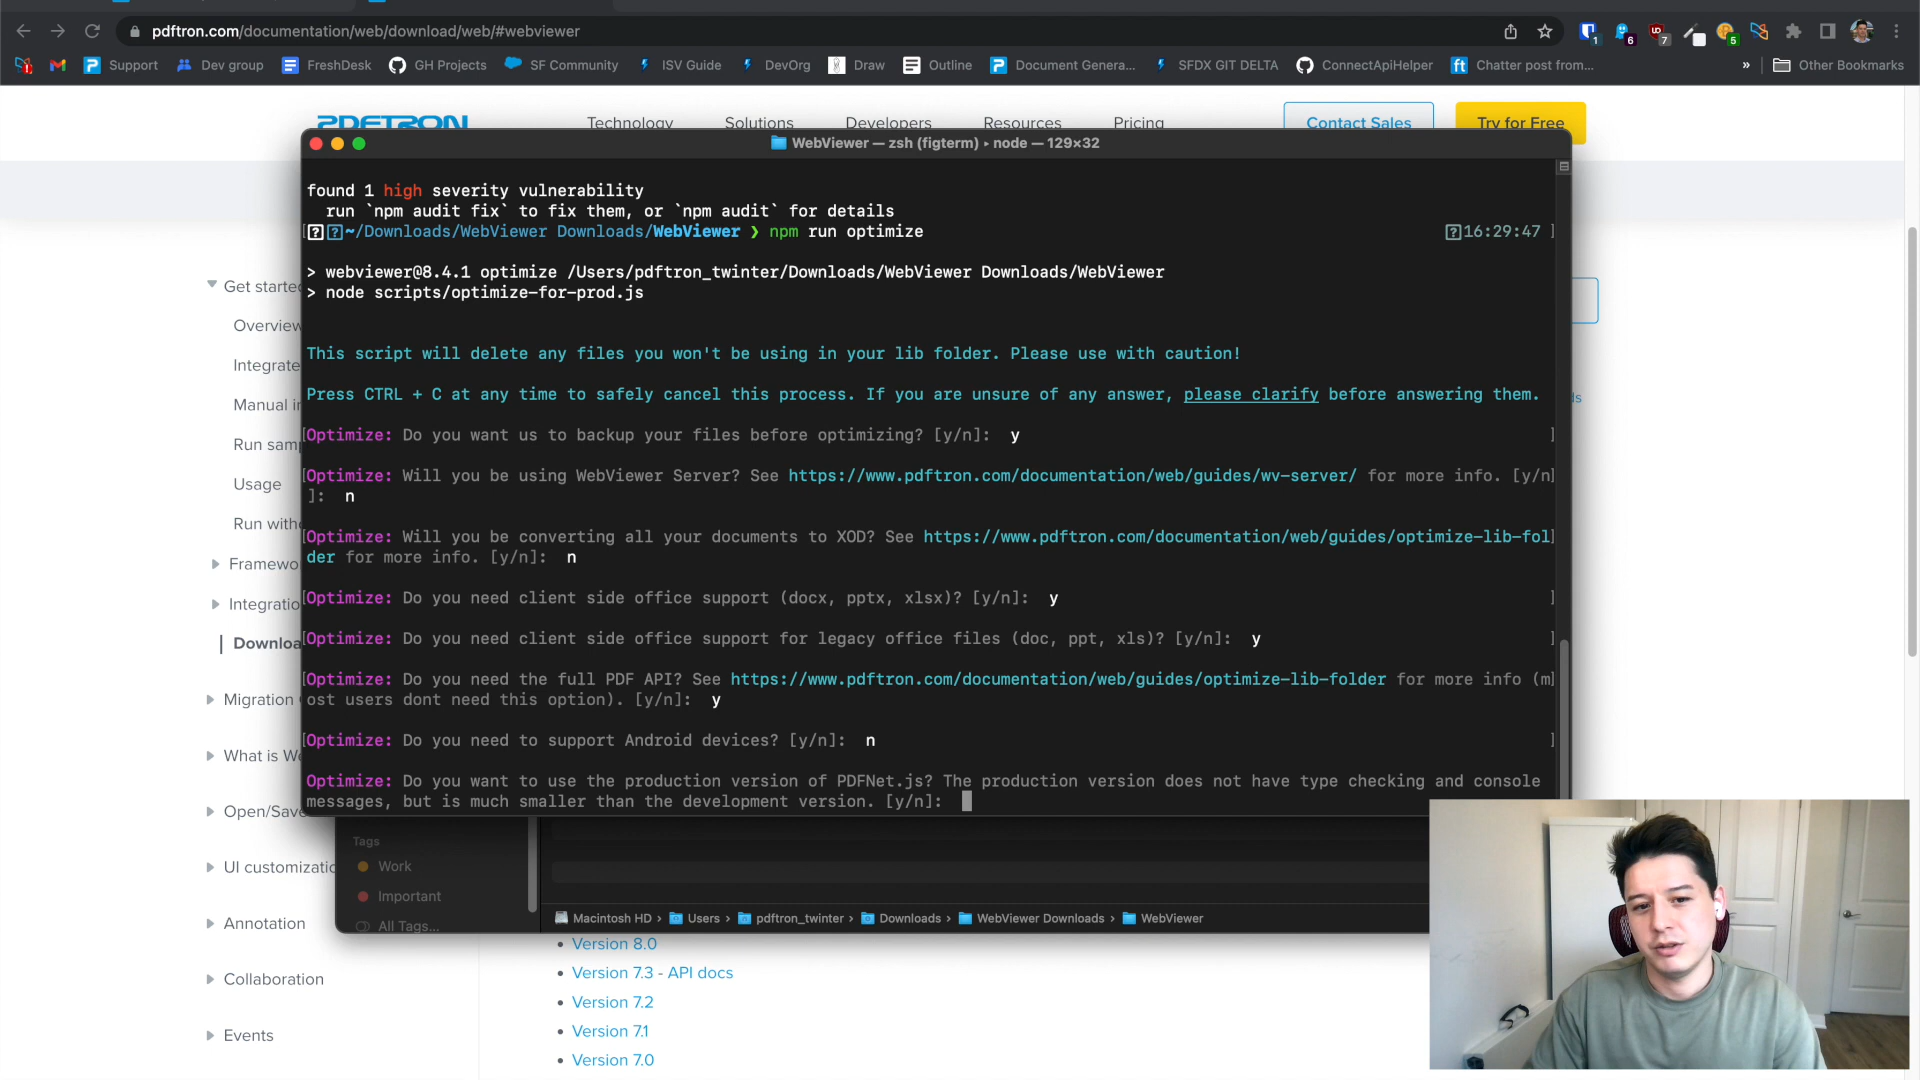 pdftron.com/documentation/web/download/web/#webviewer
1
6
7
5
Support
Dev group
FreshDesk
GH Projects
SF Community
ISV Guide
DevOrg
Draw
Outline
Document Genera...
SFDX GIT DELTA
ConnectApiHelper
ft
Chatter post from...
»
Other Bookmarks
PDFTRON
Technology
Solutions
Developers
Resources
Pricing
Contact Sales
Try for Free
WebViewer — zsh (figterm) ▸ node — 129×32
found 1 high severity vulnerability
run `npm audit fix` to fix them, or `npm audit` for details
[?][?]~/Downloads/WebViewer Downloads/WebViewer ❯ npm run optimize
[?]16:29:47 ]
> webviewer@8.4.1 optimize /Users/pdftron_twinter/Downloads/WebViewer Downloads/WebViewer
> node scripts/optimize-for-prod.js
This script will delete any files you won't be using in your lib folder. Please use with caution!
Press CTRL + C at any time to safely cancel this process. If you are unsure of any answer, please clarify before answering them.
[Optimize: Do you want us to backup your files before optimizing? [y/n]: y ]
[Optimize: Will you be using WebViewer Server? See https://www.pdftron.com/documentation/web/guides/wv-server/ for more info. [y/n]
]: n
[Optimize: Will you be converting all your documents to XOD? See https://www.pdftron.com/documentation/web/guides/optimize-lib-fol]
der for more info. [y/n]: n
[Optimize: Do you need client side office support (docx, pptx, xlsx)? [y/n]: y ]
[Optimize: Do you need client side office support for legacy office files (doc, ppt, xls)? [y/n]: y ]
[Optimize: Do you need the full PDF API? See https://www.pdftron.com/documentation/web/guides/optimize-lib-folder for more info (m]
ost users dont need this option). [y/n]: y
[Optimize: Do you need to support Android devices? [y/n]: n ]
Optimize: Do you want to use the production version of PDFNet.js? The production version does not have type checking and console
messages, but is much smaller than the development version. [y/n]:
Get starte
Overview
Integrate
Manual i
Run sam
Usage
Run with
Framewo
Integratio
Downloa
Migration
What is W
Open/Save
UI customizatio
Annotation
Collaboration
Events
ds
Tags
Work
Important
All Tags...
Macintosh HD › Users › pdftron_twinter › Downloads › WebViewer Downloads › WebViewer
Version 8.0
Version 7.3 - API docs
Version 7.2
Version 7.1
Version 7.0